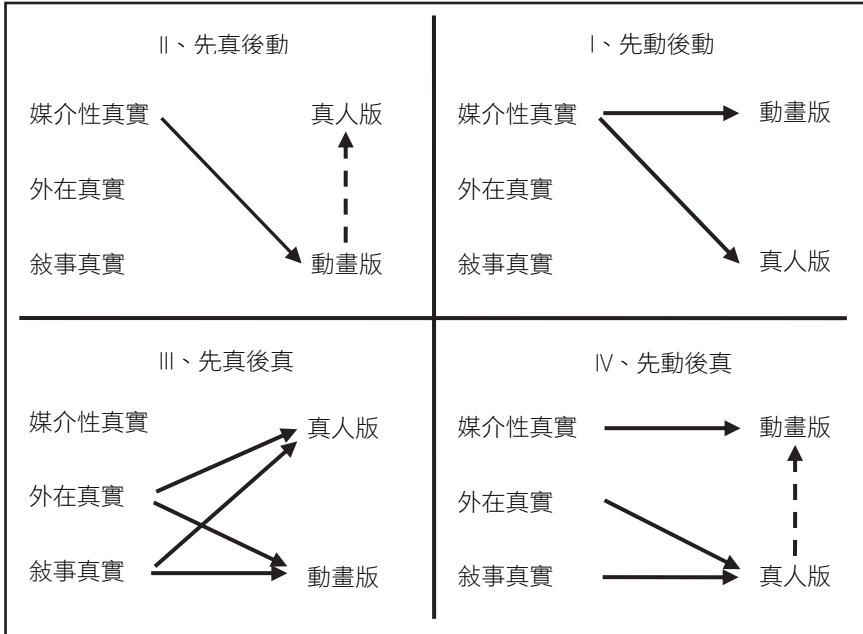 II、先真後動
媒介性真實
真人版
外在真實
敍事真實
動畫版
I、先動後動
媒介性真實
動畫版
外在真實
敍事真實
真人版
III、先真後真
媒介性真實
真人版
外在真實
敍事真實
動畫版
IV、先動後真
媒介性真實
動畫版
外在真實
敍事真實
真人版